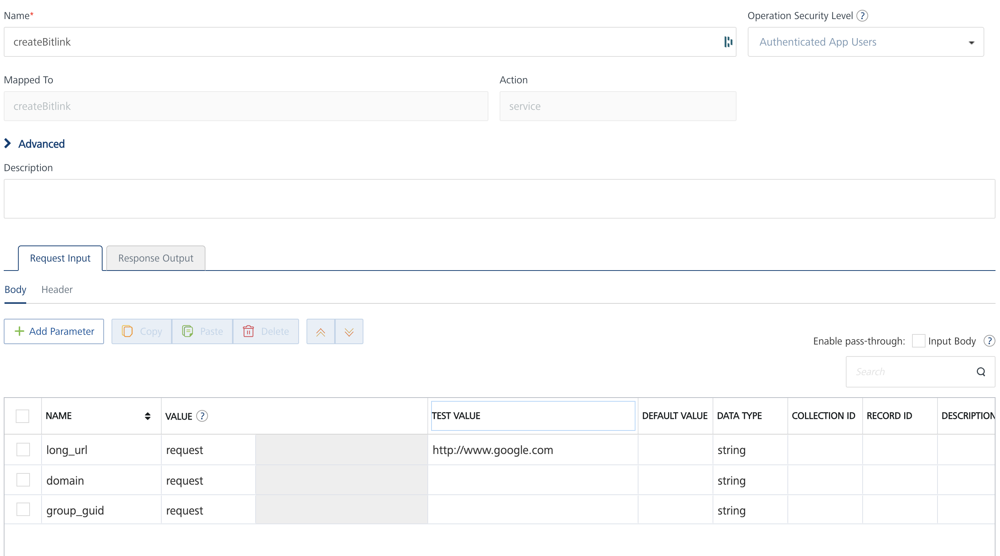 Name*
Operation Security Level ?
createBitlink
Authenticated App Users
Mapped To
Action
createBitlink
service
Advanced
Description
Request Input
Response Output
Body
Header
Add Parameter
Copy
Paste
Delete
Enable pass-through: Input Body ?
Search
NAME VALUE ? TEST VALUE DEFAULT VALUE DATA TYPE COLLECTION ID RECORD ID DESCRIPTION
long_url request http://www.google.com string
domain request string
group_guid request string